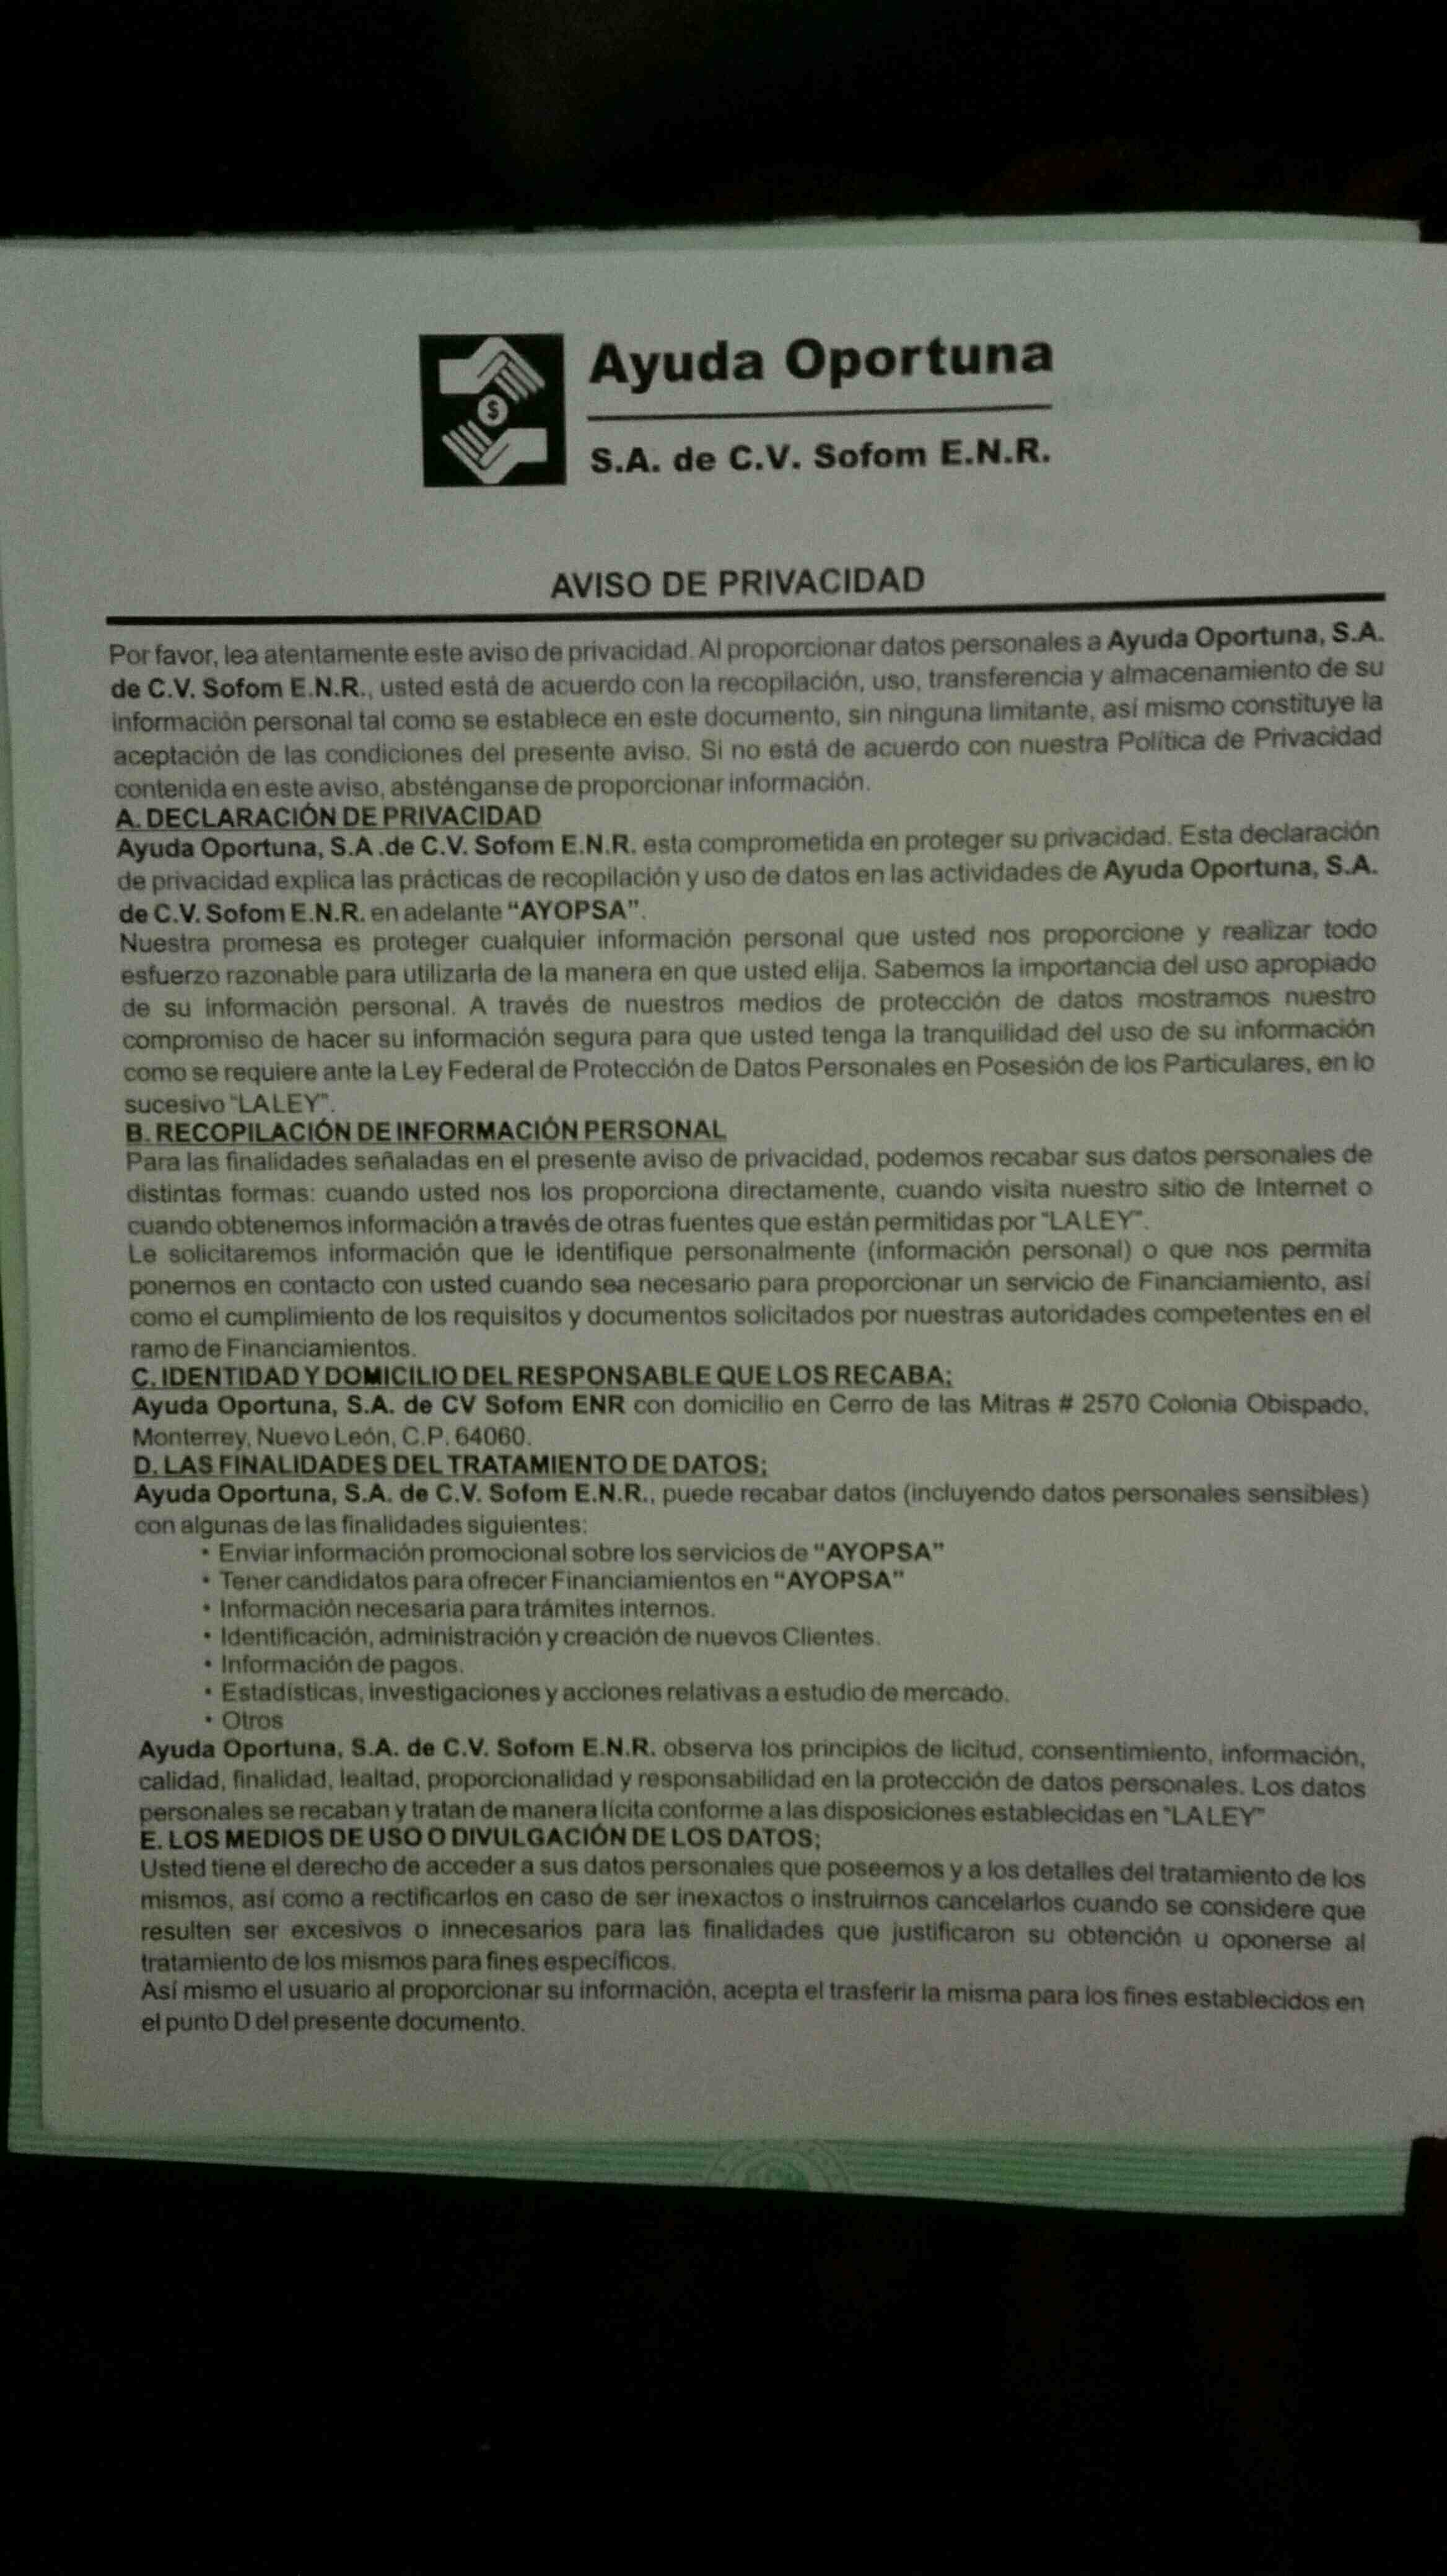 Ayuda Oportuna
S.A. de C.V. Sofom E.N.R.
AVISO DE PRIVACIDAD
Por favor, lea atentamente este aviso de privacidad. Al proporcionar datos personales a Ayuda Oportuna, S.A.
de C.V. Sofom E.N.R., usted está de acuerdo con la recopilación, uso, transferencia y almacenamiento de su
información personal tal como se establece en este documento, sin ninguna limitante, así mismo constituye la
aceptación de las condiciones del presente aviso. Si no está de acuerdo con nuestra Política de Privacidad
contenida en este aviso, absténganse de proporcionar información.
A. DECLARACIÓN DE PRIVACIDAD
Ayuda Oportuna, S.A .de C.V. Sofom E.N.R. esta comprometida en proteger su privacidad. Esta declaración
de privacidad explica las prácticas de recopilación y uso de datos en las actividades de Ayuda Oportuna, S.A.
de C.V. Sofom E.N.R. en adelante “AYOPSA”.
Nuestra promesa es proteger cualquier información personal que usted nos proporcione y realizar todo
esfuerzo razonable para utilizarla de la manera en que usted elija. Sabemos la importancia del uso apropiado
de su información personal. A través de nuestros medios de protección de datos mostramos nuestro
compromiso de hacer su información segura para que usted tenga la tranquilidad del uso de su información
como se requiere ante la Ley Federal de Protección de Datos Personales en Posesión de los Particulares, en lo
sucesivo “LA LEY”.
B. RECOPILACIÓN DE INFORMACIÓN PERSONAL
Para las finalidades señaladas en el presente aviso de privacidad, podemos recabar sus datos personales de
distintas formas: cuando usted nos los proporciona directamente, cuando visita nuestro sitio de Internet o
cuando obtenemos información a través de otras fuentes que están permitidas por “LA LEY”.
Le solicitaremos información que le identifique personalmente (información personal) o que nos permita
ponernos en contacto con usted cuando sea necesario para proporcionar un servicio de Financiamiento, así
como el cumplimiento de los requisitos y documentos solicitados por nuestras autoridades competentes en el
ramo de Financiamientos.
C. IDENTIDAD Y DOMICILIO DEL RESPONSABLE QUE LOS RECABA;
Ayuda Oportuna, S.A. de CV Sofom ENR con domicilio en Cerro de las Mitras # 2570 Colonia Obispado,
Monterrey, Nuevo León, C.P. 64060.
D. LAS FINALIDADES DEL TRATAMIENTO DE DATOS;
Ayuda Oportuna, S.A. de C.V. Sofom E.N.R., puede recabar datos (incluyendo datos personales sensibles)
con algunas de las finalidades siguientes:
• Enviar información promocional sobre los servicios de “AYOPSA”
• Tener candidatos para ofrecer Financiamientos en “AYOPSA”
• Información necesaria para trámites internos.
• Identificación, administración y creación de nuevos Clientes.
• Información de pagos.
• Estadísticas, investigaciones y acciones relativas a estudio de mercado.
• Otros
Ayuda Oportuna, S.A. de C.V. Sofom E.N.R. observa los principios de licitud, consentimiento, información,
calidad, finalidad, lealtad, proporcionalidad y responsabilidad en la protección de datos personales. Los datos
personales se recaban y tratan de manera lícita conforme a las disposiciones establecidas en “LA LEY”
E. LOS MEDIOS DE USO O DIVULGACIÓN DE LOS DATOS;
Usted tiene el derecho de acceder a sus datos personales que poseemos y a los detalles del tratamiento de los
mismos, así como a rectificarlos en caso de ser inexactos o instruirnos cancelarlos cuando se considere que
resulten ser excesivos o innecesarios para las finalidades que justificaron su obtención u oponerse al
tratamiento de los mismos para fines específicos.
Así mismo el usuario al proporcionar su información, acepta el trasferir la misma para los fines establecidos en
el punto D del presente documento.